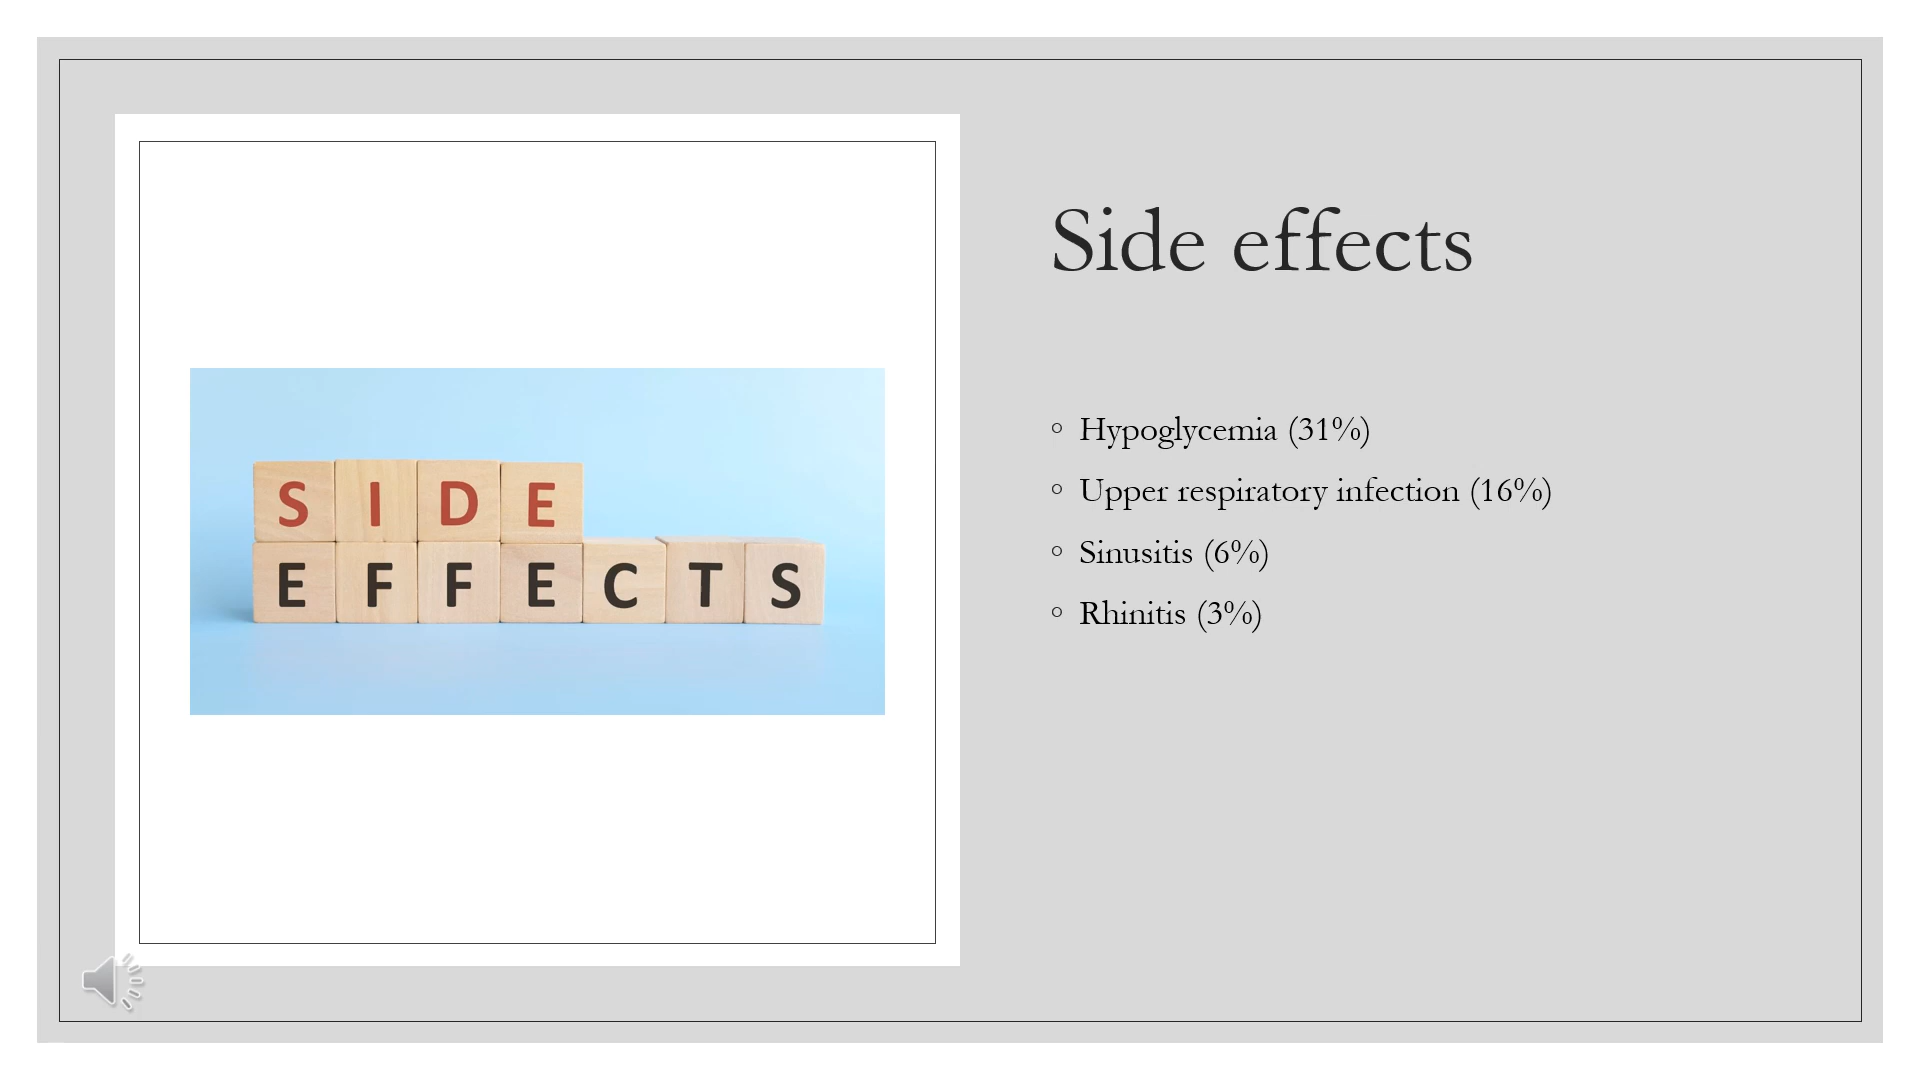 SIDE
EFFECTS
Side effects
◦ Hypoglycemia (31%)
◦ Upper respiratory infection (16%)
◦ Sinusitis (6%)
◦ Rhinitis (3%)